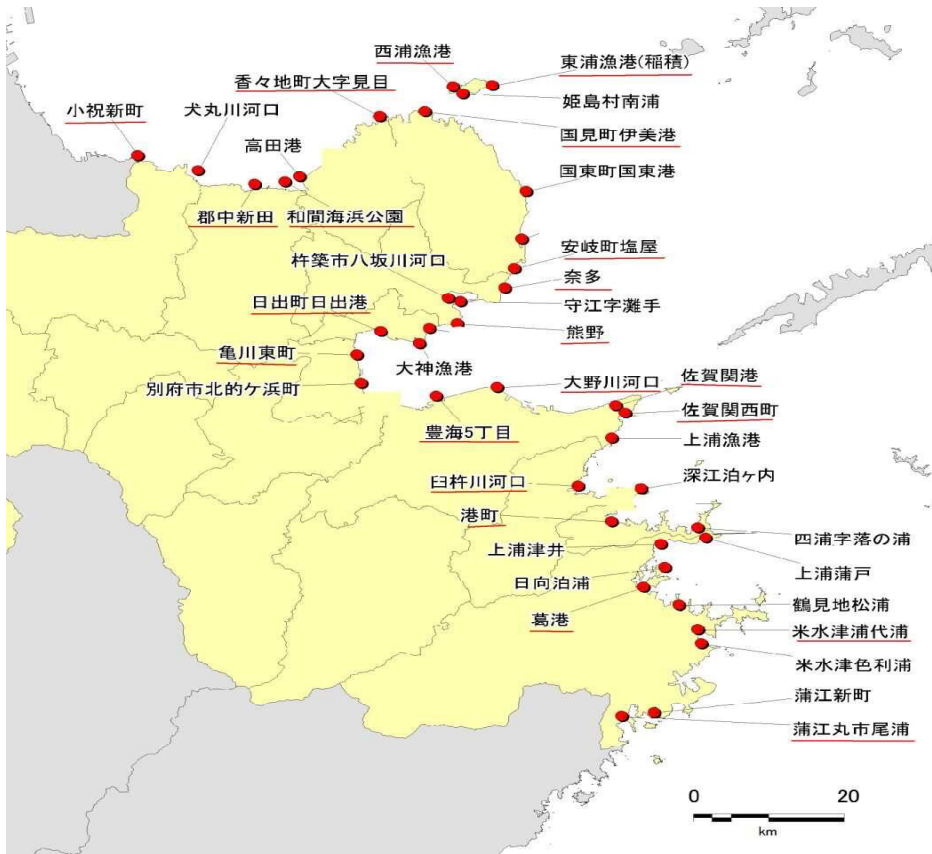 西浦漁港
東浦漁港(稲積)
香々地町大字見目
姫島村南浦
小祝新町
犬丸川河口
国見町伊美港
高田港
国東町国東港
郡中新田
和間海浜公園
安岐町塩屋
杵築市八坂川河口
奈多
日出町日出港
守江字灘手
熊野
亀川東町
大神漁港
別府市北的ケ浜町
大野川河口
佐賀関港
佐賀関西町
豊海5丁目
上浦漁港
臼杵川河口
深江泊ヶ内
港町
四浦字落の浦
上浦津井
上浦蒲戸
日向泊浦
鶴見地松浦
葛港
米水津浦代浦
米水津色利浦
蒲江新町
蒲江丸市尾浦
0 20
km